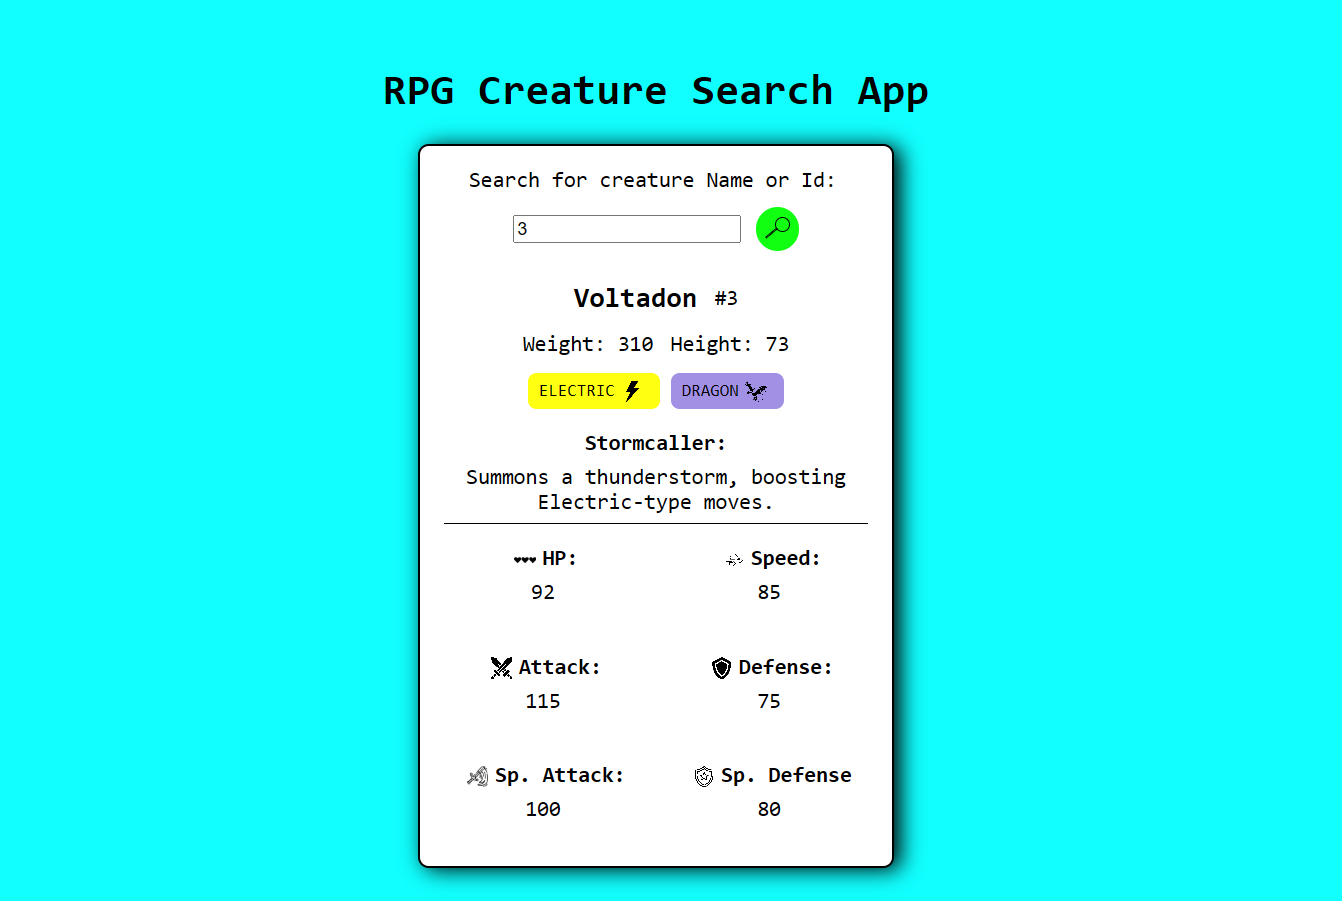 RPG Creature Search App
Search for creature Name or Id:
3
Voltadon #3
Weight: 310 Height: 73
ELECTRIC DRAGON
Stormcaller:
Summons a thunderstorm, boosting
Electric-type moves.
HP: Speed:
92 85
Attack: Defense:
115 75
Sp. Attack: Sp. Defense
100 80